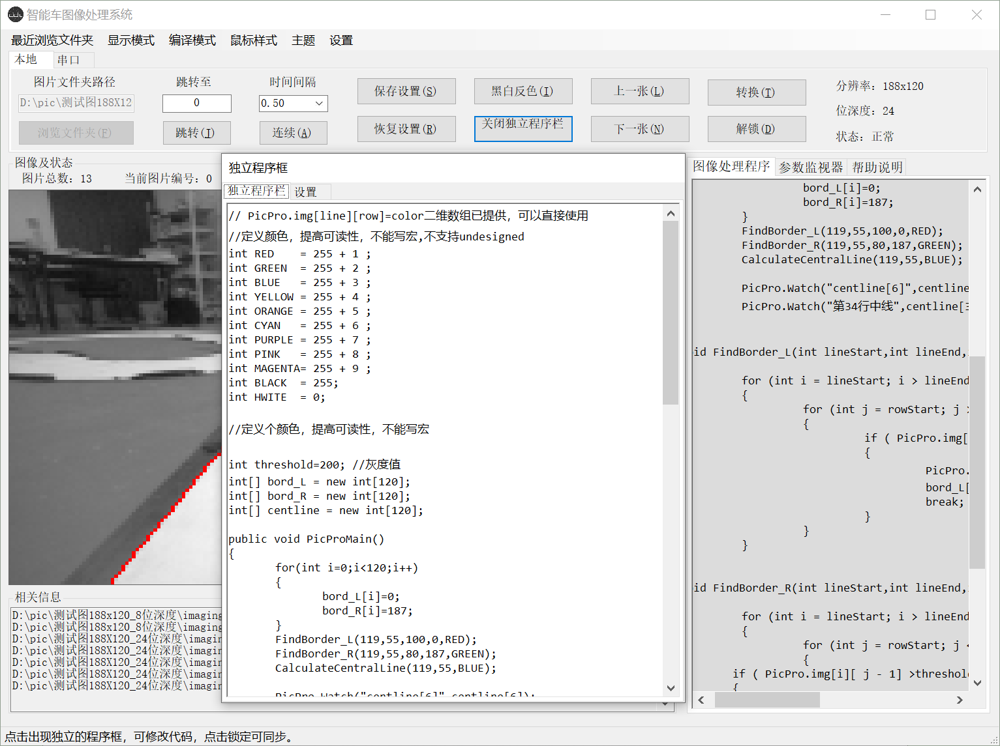 智能车图像处理系统
最近浏览文件夹 显示模式 编译模式 鼠标样式 主题 设置
本地 串口
图片文件夹路径 跳转至 时间间隔
D:\pic\测试图188X12 0 0.50
浏览文件夹(F) 跳转(J) 连续(A)
保存设置(S) 黑白反色(I) 上一张(L) 转换(T)
恢复设置(R) 关闭独立程序栏 下一张(N) 解锁(D)
分辨率: 188x120
位深度: 24
状态: 正常
图像及状态
图片总数: 13 当前图片编号: 0
独立程序框
独立程序栏 设置
// PicPro.img[line][row]=color二维数组已提供，可以直接使用
//定义颜色，提高可读性，不能写宏,不支持undesigned
int RED    = 255 + 1 ;
int GREEN  = 255 + 2 ;
int BLUE   = 255 + 3 ;
int YELLOW = 255 + 4 ;
int ORANGE = 255 + 5 ;
int CYAN   = 255 + 6 ;
int PURPLE = 255 + 7 ;
int PINK   = 255 + 8 ;
int MAGENTA= 255 + 9 ;
int BLACK  = 255;
int HWITE  = 0;
//定义个颜色，提高可读性，不能写宏
int threshold=200; //灰度值
int[] bord_L = new int[120];
int[] bord_R = new int[120];
int[] centline = new int[120];
public void PicProMain()
{
for(int i=0;i<120;i++)
{
bord_L[i]=0;
bord_R[i]=187;
}
FindBorder_L(119,55,100,0,RED);
FindBorder_R(119,55,80,187,GREEN);
CalculateCentralLine(119,55,BLUE);
PicPro.Watch("centline[6]",centline[6]);
图像处理程序 参数监视器 帮助说明
bord_L[i]=0;
bord_R[i]=187;
}
FindBorder_L(119,55,100,0,RED);
FindBorder_R(119,55,80,187,GREEN);
CalculateCentralLine(119,55,BLUE);
PicPro.Watch("centline[6]",centline
PicPro.Watch("第34行中线",centline[3
id FindBorder_L(int lineStart,int lineEnd,
for (int i = lineStart; i > lineEnd
{
for (int j = rowStart; j >
{
if ( PicPro.img[
{
PicPro.
bord_L[
break;
}
}
}
id FindBorder_R(int lineStart,int lineEnd,
for (int i = lineStart; i > lineEnd
{
for (int j = rowStart; j <
{
if ( PicPro.img[i][ j - 1] >threshol
{
相关信息
D:\pic\测试图188x120_8位深度\imaging
D:\pic\测试图188x120_8位深度\imaging
D:\pic\测试图188X120_24位深度\imagin
D:\pic\测试图188X120_24位深度\imagin
D:\pic\测试图188X120_24位深度\imagin
D:\pic\测试图188X120_24位深度\imagin
D:\pic\测试图188X120_24位深度\imagin
点击出现独立的程序框，可修改代码，点击锁定可同步。